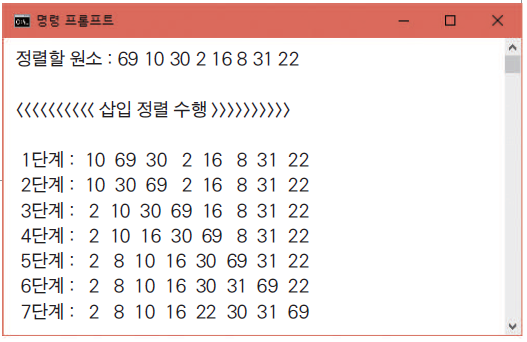 명령 프롬프트
정렬할 원소 : 69 10 30 2 16 8 31 22
<<<<<<<<<< 삽입 정렬 수행 >>>>>>>>>>
1단계 : 10 69 30 2 16 8 31 22
2단계 : 10 30 69 2 16 8 31 22
3단계 : 2 10 30 69 16 8 31 22
4단계 : 2 10 16 30 69 8 31 22
5단계 : 2 8 10 16 30 69 31 22
6단계 : 2 8 10 16 30 31 69 22
7단계 : 2 8 10 16 22 30 31 69